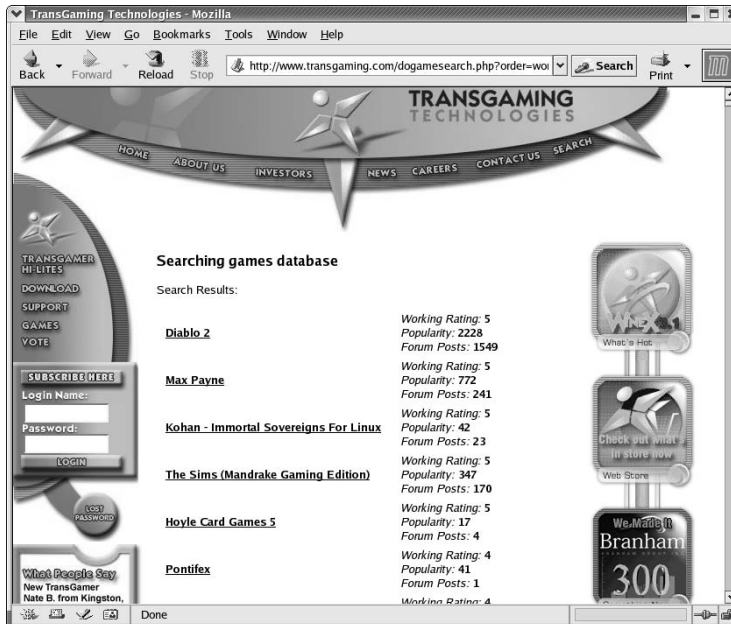 TransGaming Technologies - Mozilla
File Edit View Go Bookmarks Tools Window Help
Back Forward Reload Stop http://www.transgaming.com/dogamesearch.php?order=wo Search Print
TRANSGAMING
TECHNOLOGIES
HOME ABOUT US INVESTORS NEWS CAREERS CONTACT US SEARCH
TRANSGAMER
HI-LITES
DOWNLOAD
SUPPORT
GAMES
VOTE
SUBSCRIBE HERE
Login Name:
Password:
LOGIN
LOST
PASSWORD
What People Say
New TransGamer
Nate B. from Kingston,
Searching games database
Search Results:
Diablo 2
Working Rating: 5
Popularity: 2228
Forum Posts: 1549
Max Payne
Working Rating: 5
Popularity: 772
Forum Posts: 241
Kohan - Immortal Sovereigns For Linux
Working Rating: 5
Popularity: 42
Forum Posts: 23
The Sims (Mandrake Gaming Edition)
Working Rating: 5
Popularity: 347
Forum Posts: 170
Hoyle Card Games 5
Working Rating: 5
Popularity: 17
Forum Posts: 4
Pontifex
Working Rating: 4
Popularity: 41
Forum Posts: 1
Working Rating: 4
WineX 3.1
What's Hot
Check out what's
in store now
Web Store
We Made It
Branham
300
Done